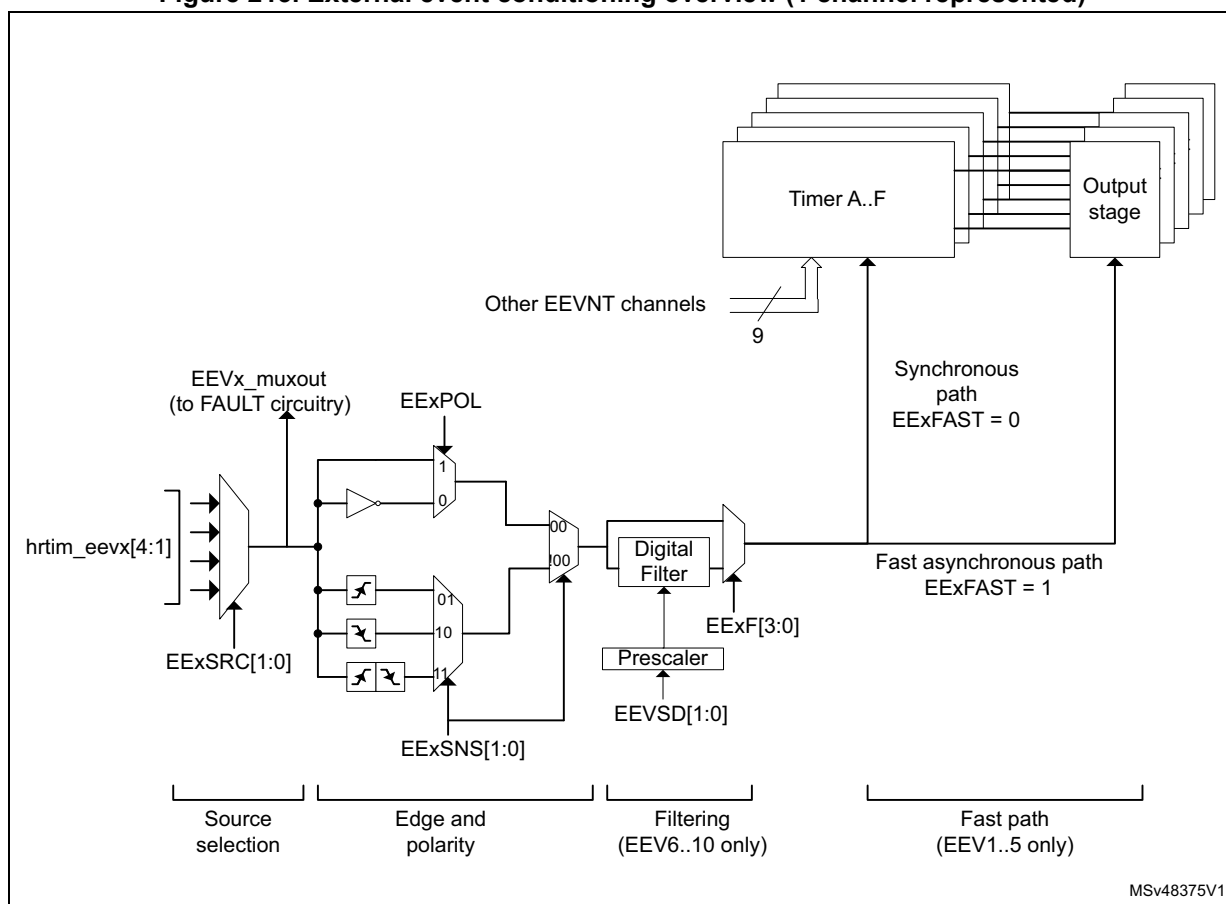 Timer A..F
Output
stage
Other EEVNT channels
9
EEVx_muxout
(to FAULT circuitry)
EExPOL
Synchronous
path
EExFAST = 0
1
0
hrtim_eevx[4:1]
00
!00
Digital
Filter
Fast asynchronous path
EExFAST = 1
01
10
11
EExF[3:0]
EExSRC[1:0]
Prescaler
EEVSD[1:0]
EExSNS[1:0]
Source
selection
Edge and
polarity
Filtering
(EEV6..10 only)
Fast path
(EEV1..5 only)
MSv48375V1